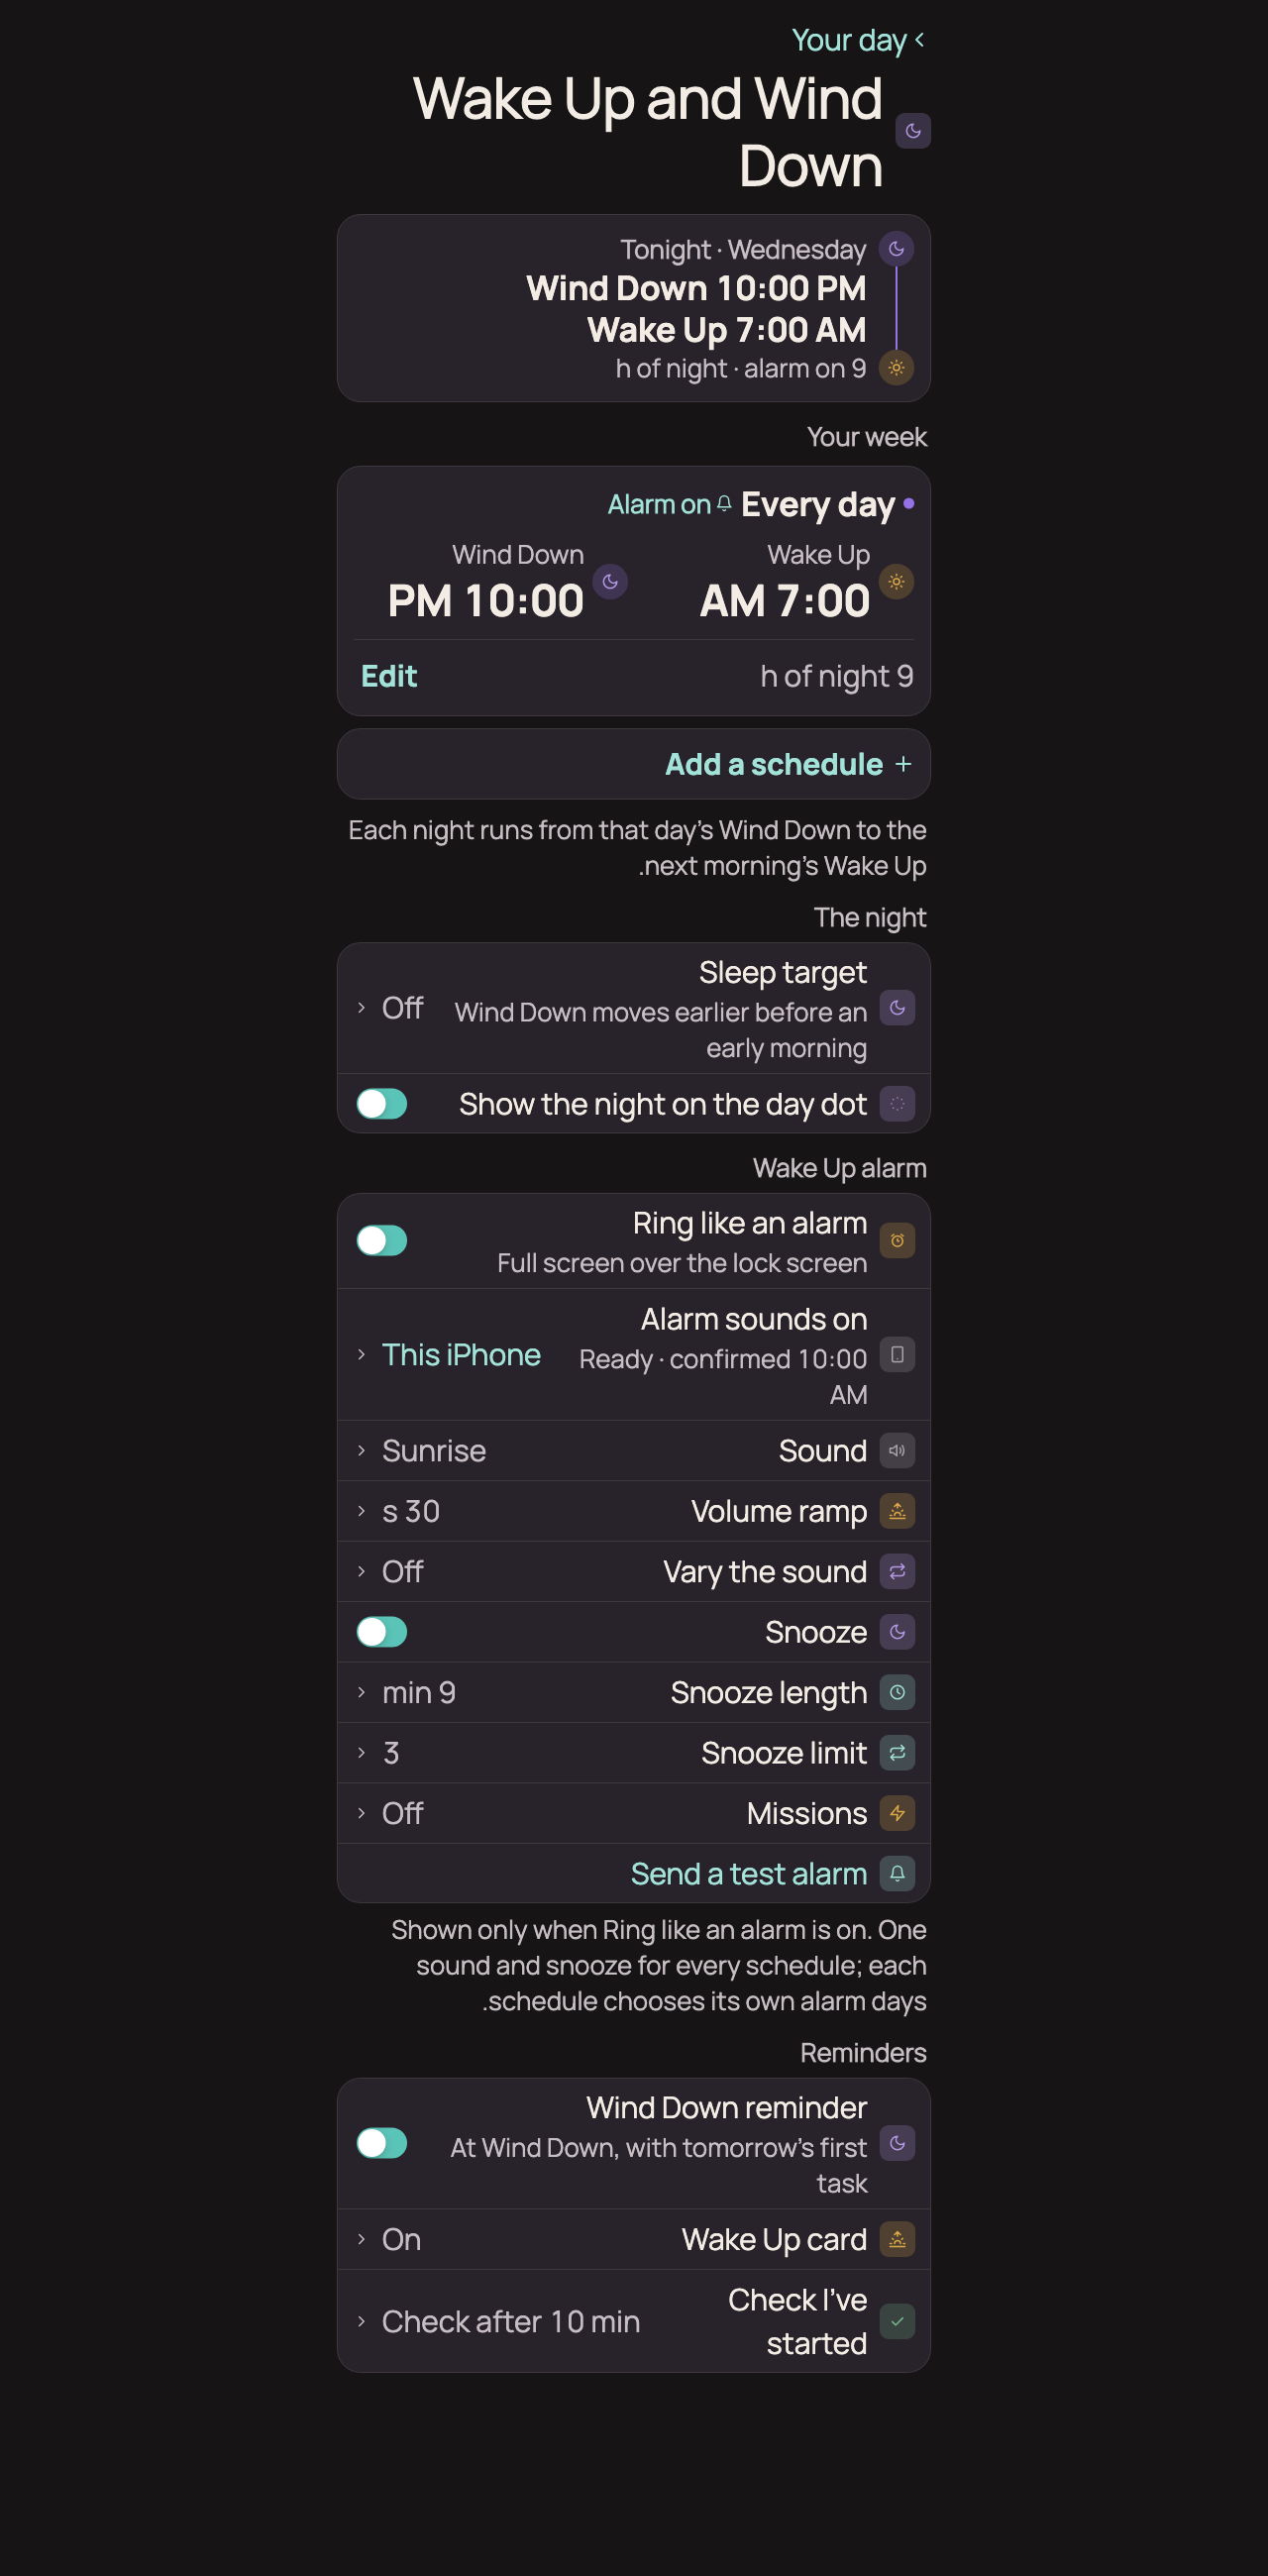 Your day
Wake Up and Wind
Down
Tonight · Wednesday
Wind Down 10:00 PM
Wake Up 7:00 AM
h of night · alarm on 9
Your week
Every day Alarm on
Wake Up
AM 7:00
Wind Down
PM 10:00
h of night 9
Edit
Add a schedule
Each night runs from that day's Wind Down to the
.next morning's Wake Up
The night
Sleep target
Wind Down moves earlier before an
early morning
Off
Show the night on the day dot
Wake Up alarm
Ring like an alarm
Full screen over the lock screen
Alarm sounds on
Ready · confirmed 10:00
AM
This iPhone
Sound
Sunrise
Volume ramp
s 30
Vary the sound
Off
Snooze
Snooze length
min 9
Snooze limit
3
Missions
Off
Send a test alarm
Shown only when Ring like an alarm is on. One
sound and snooze for every schedule; each
.schedule chooses its own alarm days
Reminders
Wind Down reminder
At Wind Down, with tomorrow's first
task
Wake Up card
On
Check I've
started
Check after 10 min